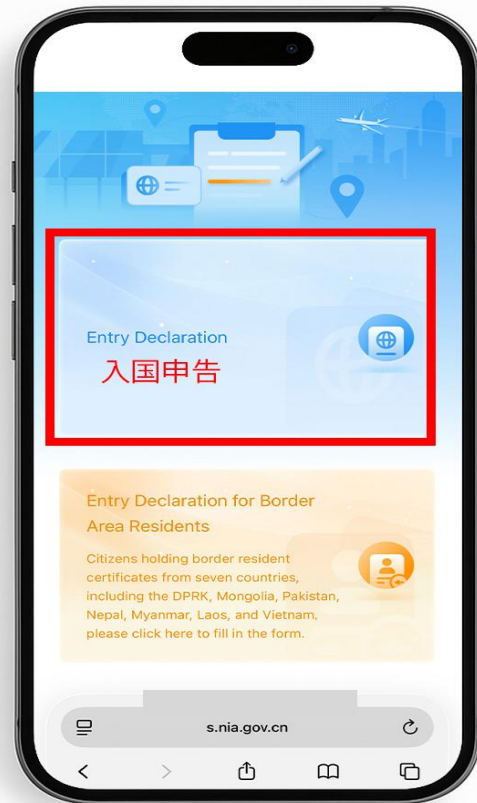 Entry Declaration
入国申告
Entry Declaration for Border
Area Residents
Citizens holding border resident
certificates from seven countries,
including the DPRK, Mongolia, Pakistan,
Nepal, Myanmar, Laos, and Vietnam,
please click here to fill in the form.
s.nia.gov.cn